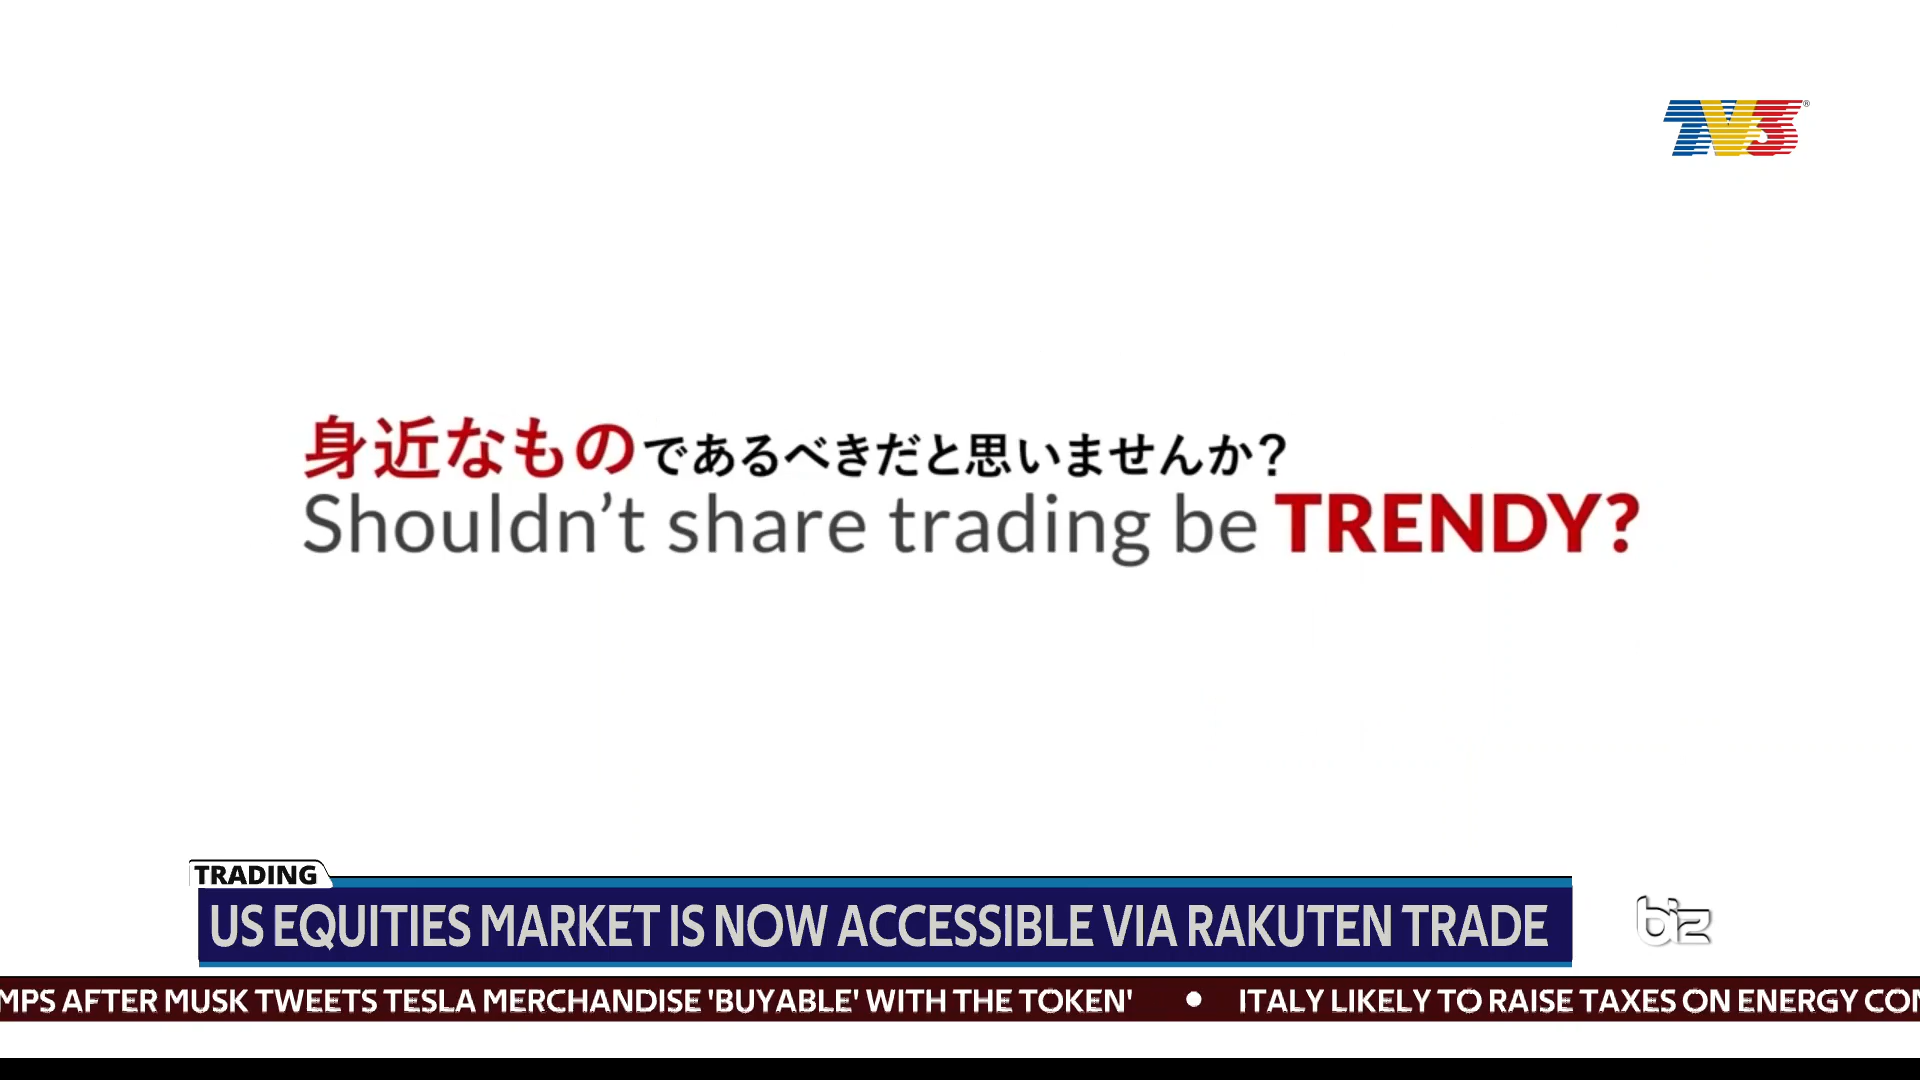 TV3®
身近なものであるべきだと思いませんか？
Shouldn't share trading be TRENDY?
TRADING
US EQUITIES MARKET IS NOW ACCESSIBLE VIA RAKUTEN TRADE
biz
AFTER MUSK TWEETS TESLA MERCHANDISE 'BUYABLE' WITH THE TOKEN' • ITALY LIKELY TO RAISE TAXES ON ENERGY